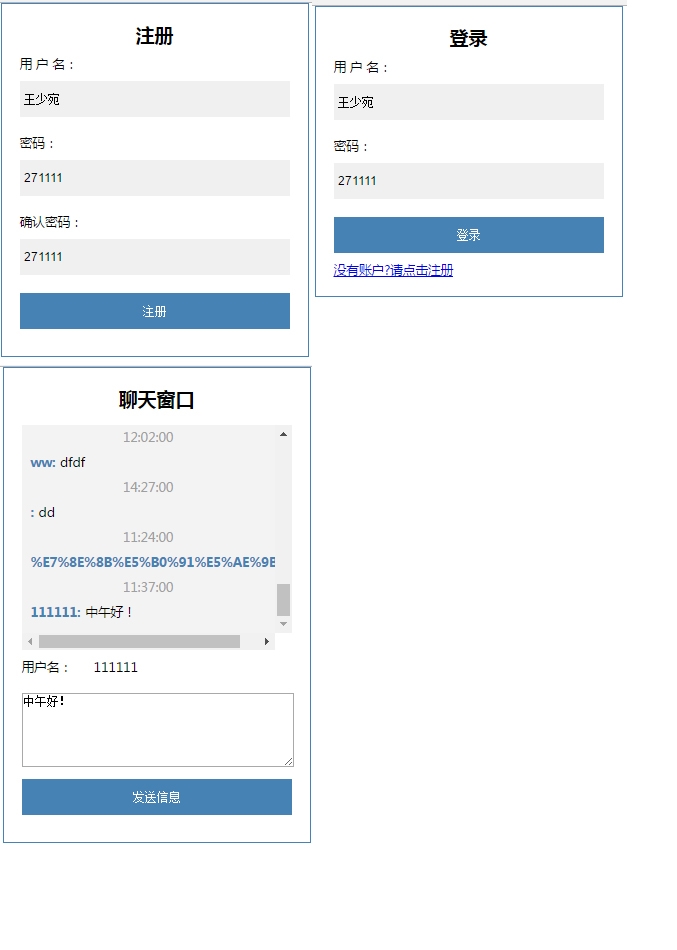 注册
用 户 名：
王少宛
密码：
271111
确认密码：
271111
注册
登录
用 户 名：
王少宛
密码：
271111
登录
没有账户?请点击注册
聊天窗口
12:02:00
ww: dfdf
14:27:00
: dd
11:24:00
%E7%8E%8B%E5%B0%91%E5%AE%9B
11:37:00
111111: 中午好！
用户名： 111111
中午好!
发送信息